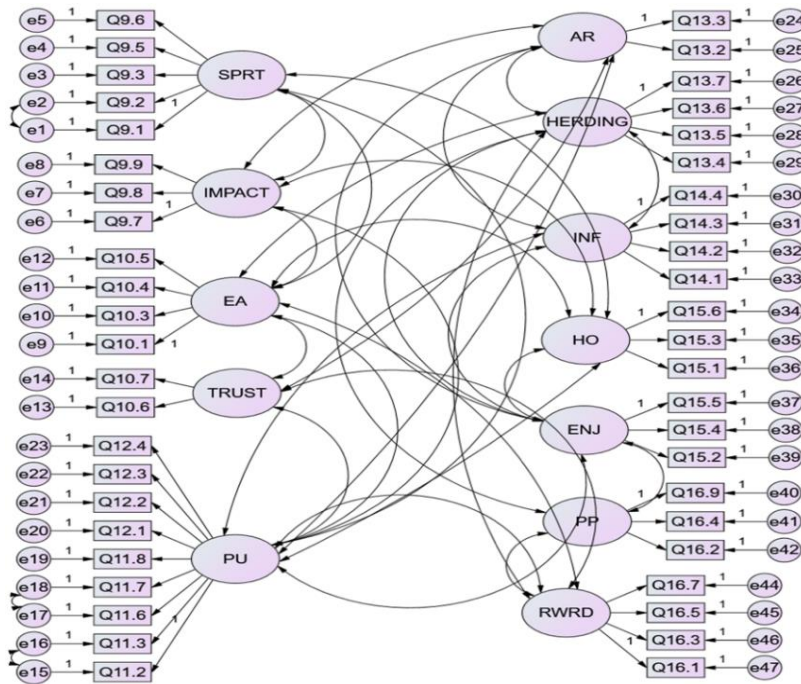 e5 1 Q9.6
e4 1 Q9.5
e3 1 Q9.3
e2 1 Q9.2
e1 1 Q9.1
1
SPRT
e8 1 Q9.9
e7 1 Q9.8
e6 1 Q9.7
1
IMPACT
e12 1 Q10.5
e11 1 Q10.4
e10 1 Q10.3
e9 1 Q10.1
1
EA
e14 1 Q10.7
e13 1 Q10.6
TRUST
e23 1 Q12.4
e22 1 Q12.3
e21 1 Q12.2
e20 1 Q12.1
e19 1 Q11.8
e18 1 Q11.7
e17 1 Q11.6
e16 1 Q11.3
e15 1 Q11.2
1
PU
AR
1 Q13.3 1 e24
Q13.2 1 e25
HERDING
1 Q13.7 1 e26
Q13.6 1 e27
Q13.5 1 e28
Q13.4 1 e29
INF
1 Q14.4 1 e30
Q14.3 1 e31
Q14.2 1 e32
Q14.1 1 e33
HO
1 Q15.6 1 e34
Q15.3 1 e35
Q15.1 1 e36
ENJ
1 Q15.5 1 e37
Q15.4 1 e38
Q15.2 1 e39
PP
1 Q16.9 1 e40
Q16.4 1 e41
Q16.2 1 e42
RWRD
Q16.7 1 e44
Q16.5 1 e45
Q16.3 1 e46
1 Q16.1 1 e47